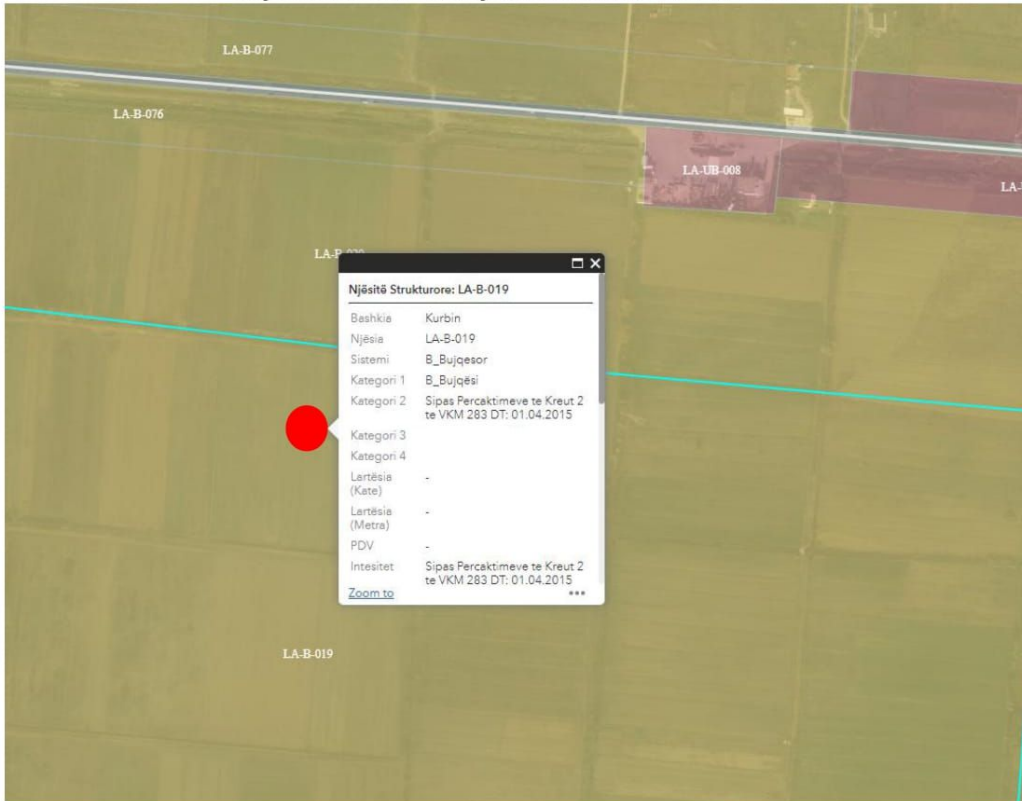 LA-B-077
LA-B-076
LA-UB-008
LA-
Njësitë Strukturore: LA-B-019
Bashkia Kurbin
Njësia LA-B-019
Sistemi B_Bujqesor
Kategori 1 B_Bujqësi
Kategori 2 Sipas Percaktimeve te Kreut 2
te VKM 283 DT: 01.04.2015
Kategori 3
Kategori 4
Lartësia
(Kate) -
Lartësia
(Metra) -
PDV -
Intesitet Sipas Percaktimeve te Kreut 2
te VKM 283 DT: 01.04.2015
Zoom to
LA-B-019